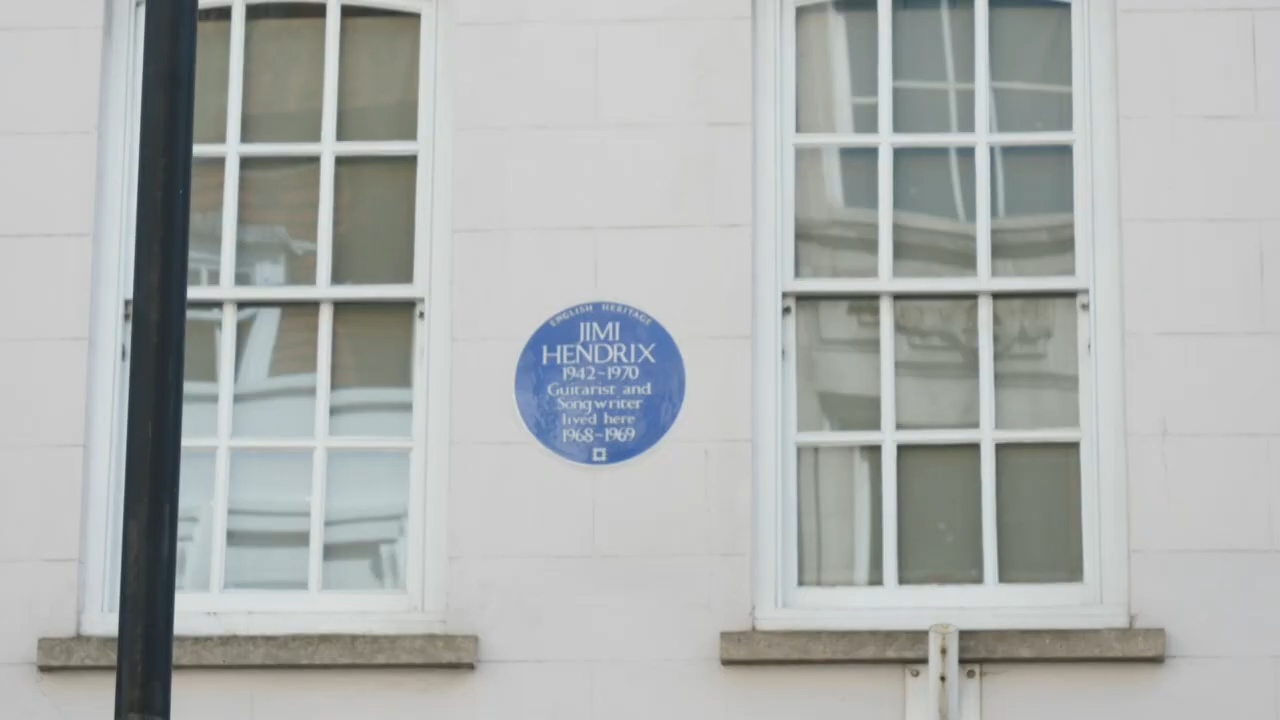 ENGLISH HERITAGE
JIMI
HENDRIX
1942~1970
Guitarist and
Songwriter
lived here
1968~1969